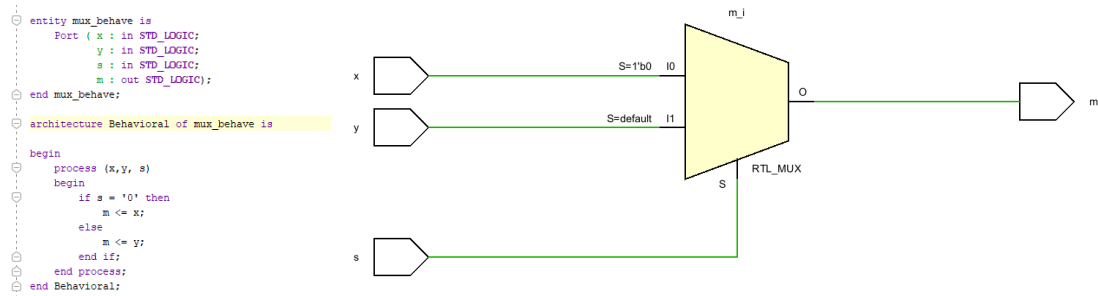 entity mux_behave is
Port ( x : in STD_LOGIC;
y : in STD_LOGIC;
s : in STD_LOGIC;
m : out STD_LOGIC);
end mux_behave;
architecture Behavioral of mux_behave is
begin
process (x,y, s)
begin
if s = '0' then
m <= x;
else
m <= y;
end if;
end process;
end Behavioral;
m_i
x
S=1'b0 I0
O
m
y
S=default I1
RTL_MUX
S
s